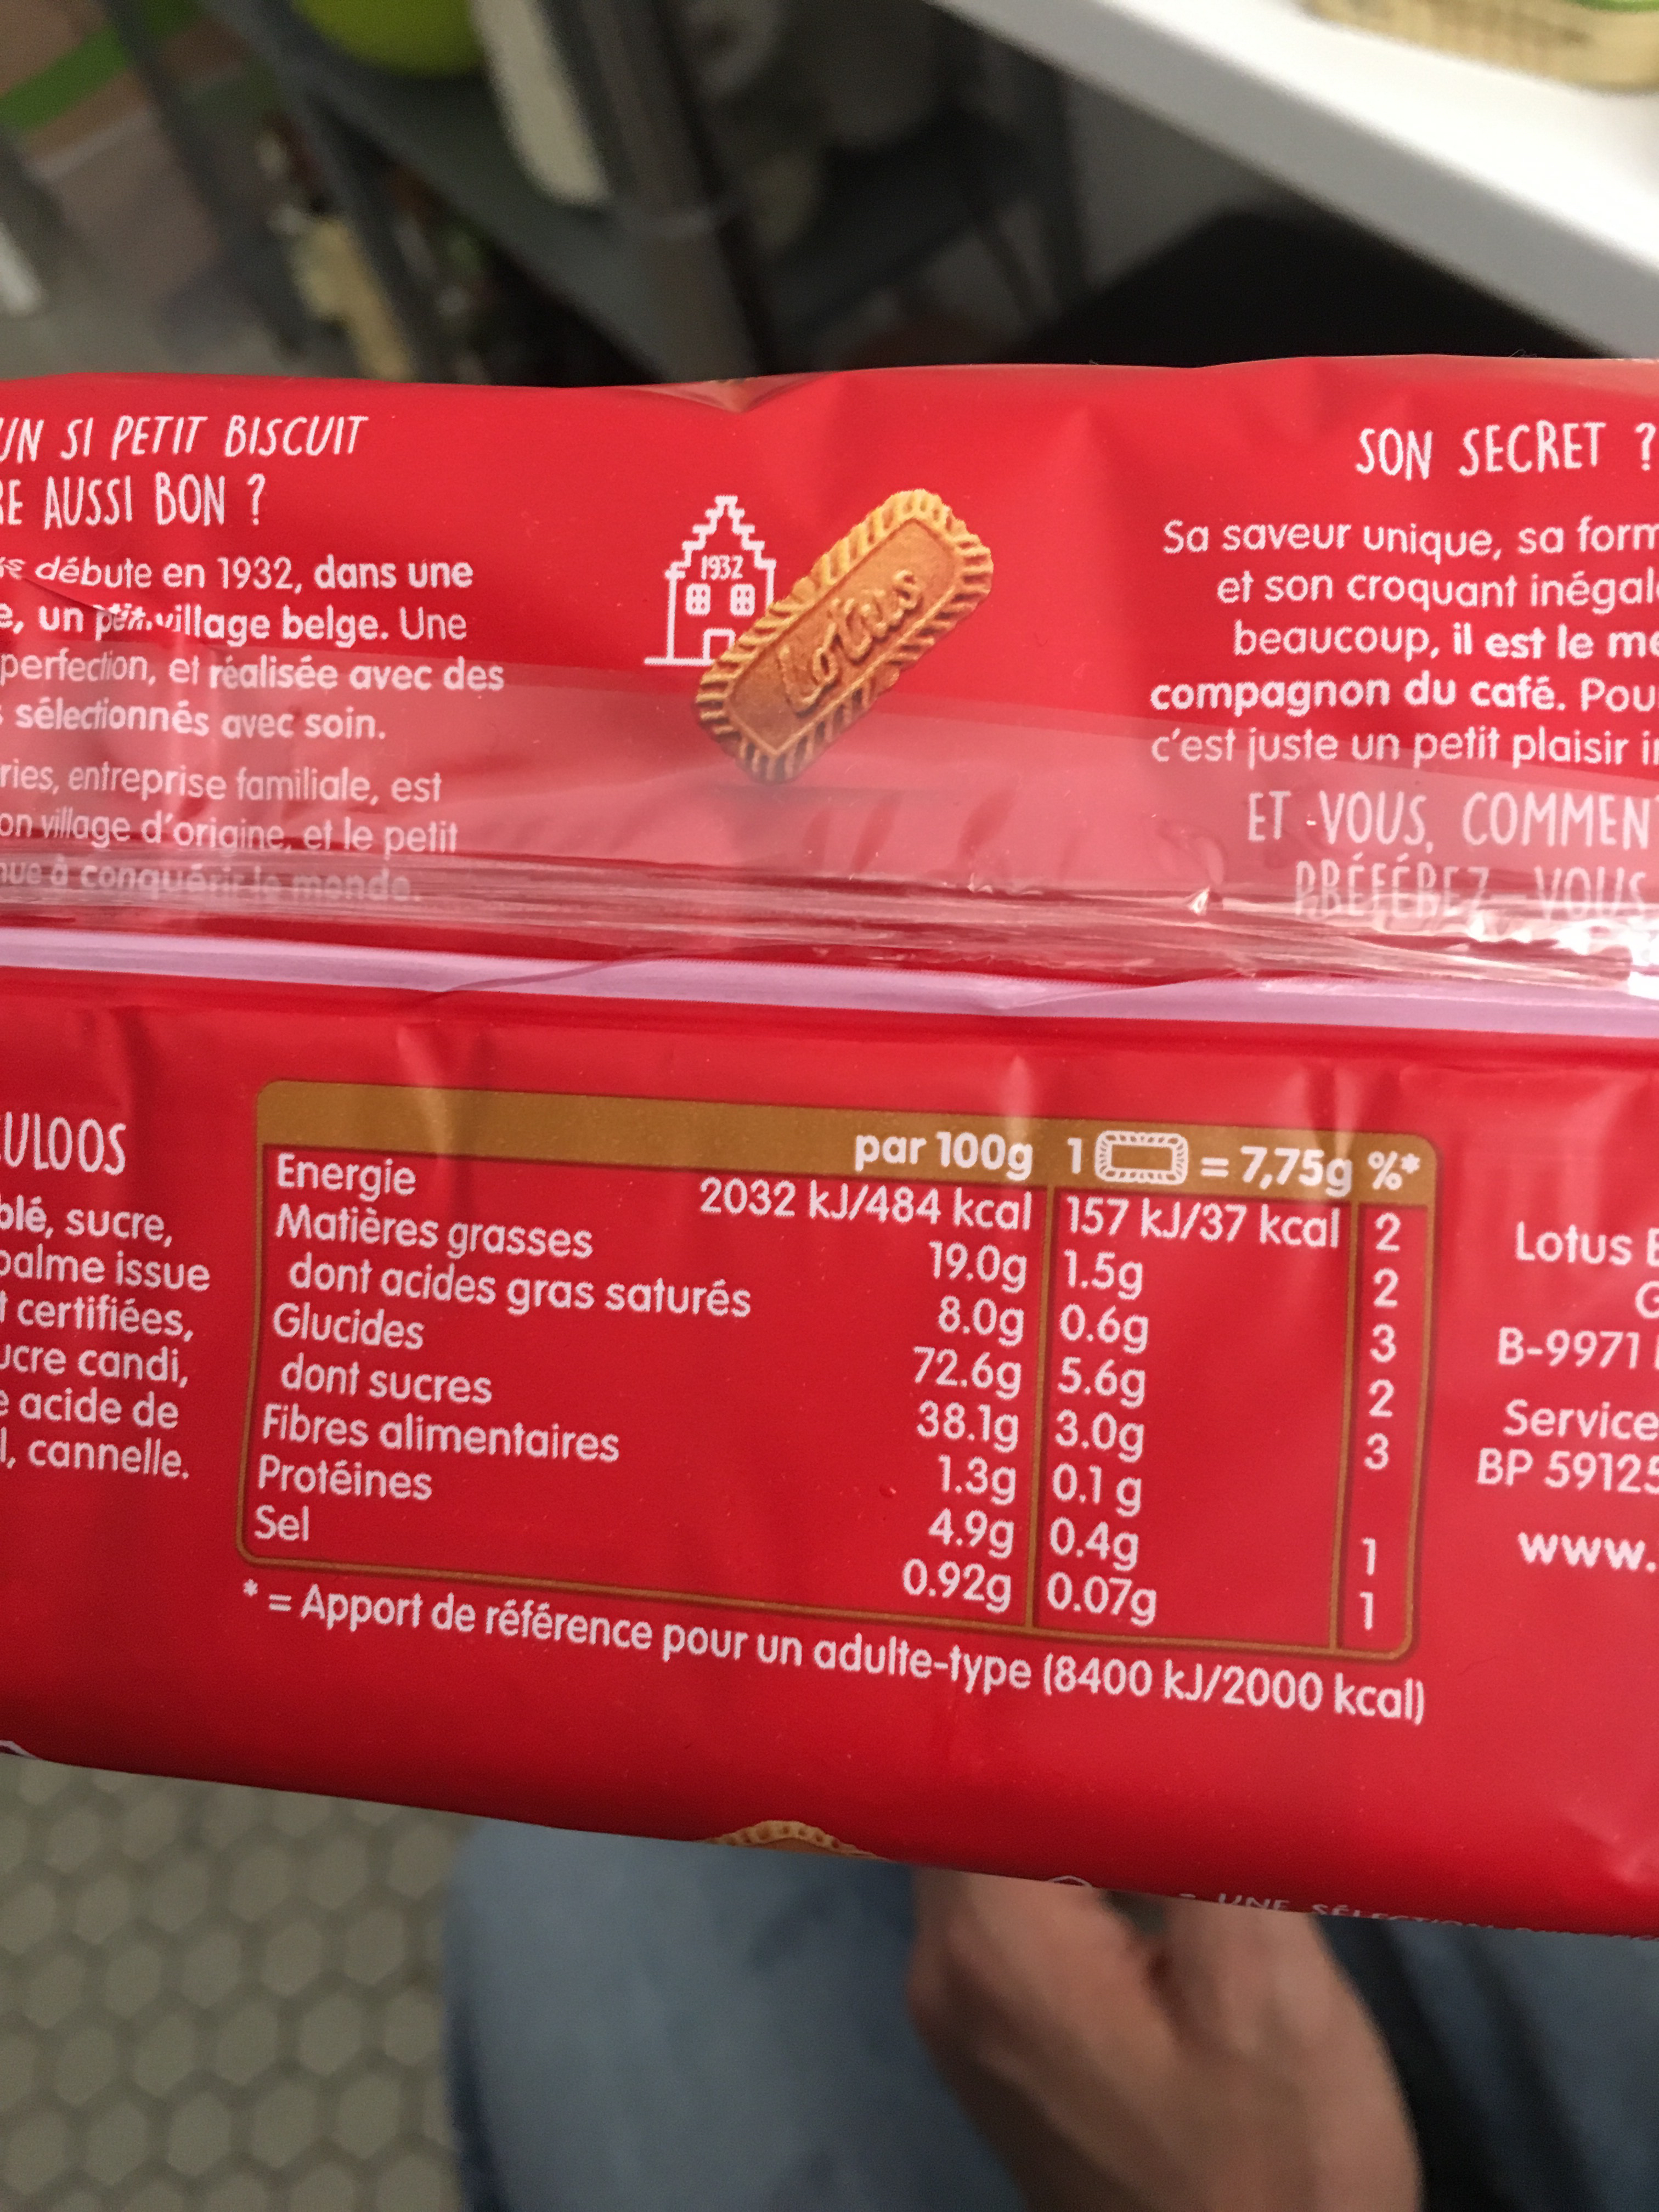 UN SI PETIT BISCUIT
RE AUSSI BON ?
débute en 1932, dans une
e, un petit village belge. Une
perfection, et réalisée avec des
sélectionnés avec soin.
ries, entreprise familiale, est
on village d'origine, et le petit
nue à conquérir le monde.
1932
Lotus
SON SECRET ?
Sa saveur unique, sa form
et son croquant inégal
beaucoup, il est le me
compagnon du café. Pou
c'est juste un petit plaisir i
ET VOUS, COMMENT
PRÉFÉREZ VOUS
ULOOS
blé, sucre,
palme issue
t certifiées,
ucre candi,
e acide de
l, cannelle.
par 100g 1 = 7,75g %*
Energie 2032 kJ/484 kcal 157 kJ/37 kcal 2
Matières grasses 19.0g 1.5g 2
dont acides gras saturés 8.0g 0.6g 3
Glucides 72.6g 5.6g 2
dont sucres 38.1g 3.0g 3
Fibres alimentaires 1.3g 0.1 g
Protéines 4.9g 0.4g 1
Sel 0.92g 0.07g 1
* = Apport de référence pour un adulte-type (8400 kJ/2000 kcal)
Lotus B
G
B-9971
Service
BP 59125
www.
UNE